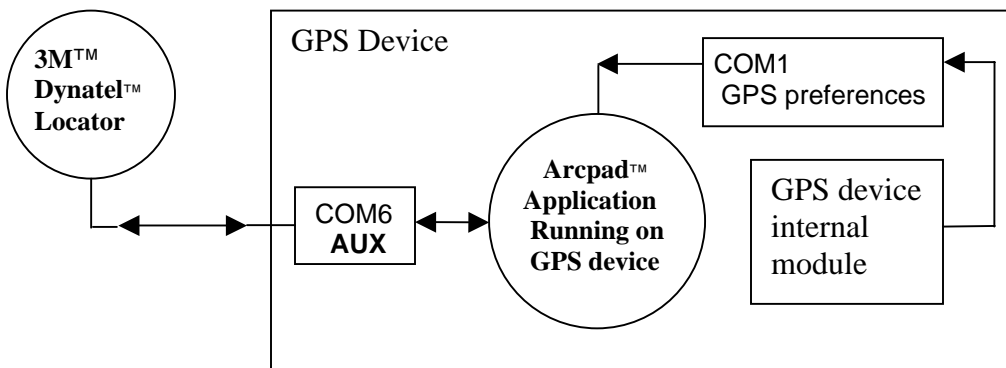 3M™
Dynatel™
Locator
GPS Device
COM1
GPS preferences
COM6
AUX
Arcpad™
Application
Running on
GPS device
GPS device
internal
module